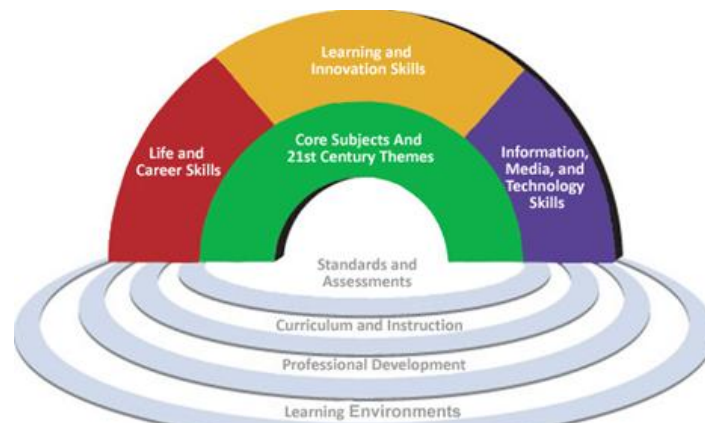 Learning and
Innovation Skills
Life and
Career Skills
Core Subjects And
21st Century Themes
Information,
Media, and
Technology
Skills
Standards and
Assessments
Curriculum and Instruction
Professional Development
Learning Environments